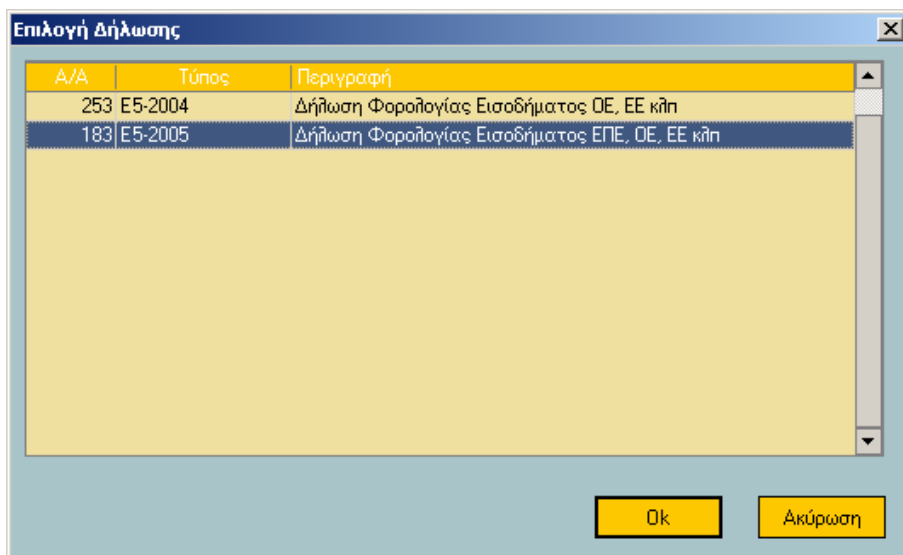 Επιλογή Δήλωσης
Α/Α Τύπος Περιγραφή
253 Ε5-2004 Δήλωση Φορολογίας Εισοδήματος ΟΕ, ΕΕ κλπ
183 Ε5-2005 Δήλωση Φορολογίας Εισοδήματος ΕΠΕ, ΟΕ, ΕΕ κλπ
Ok Ακύρωση